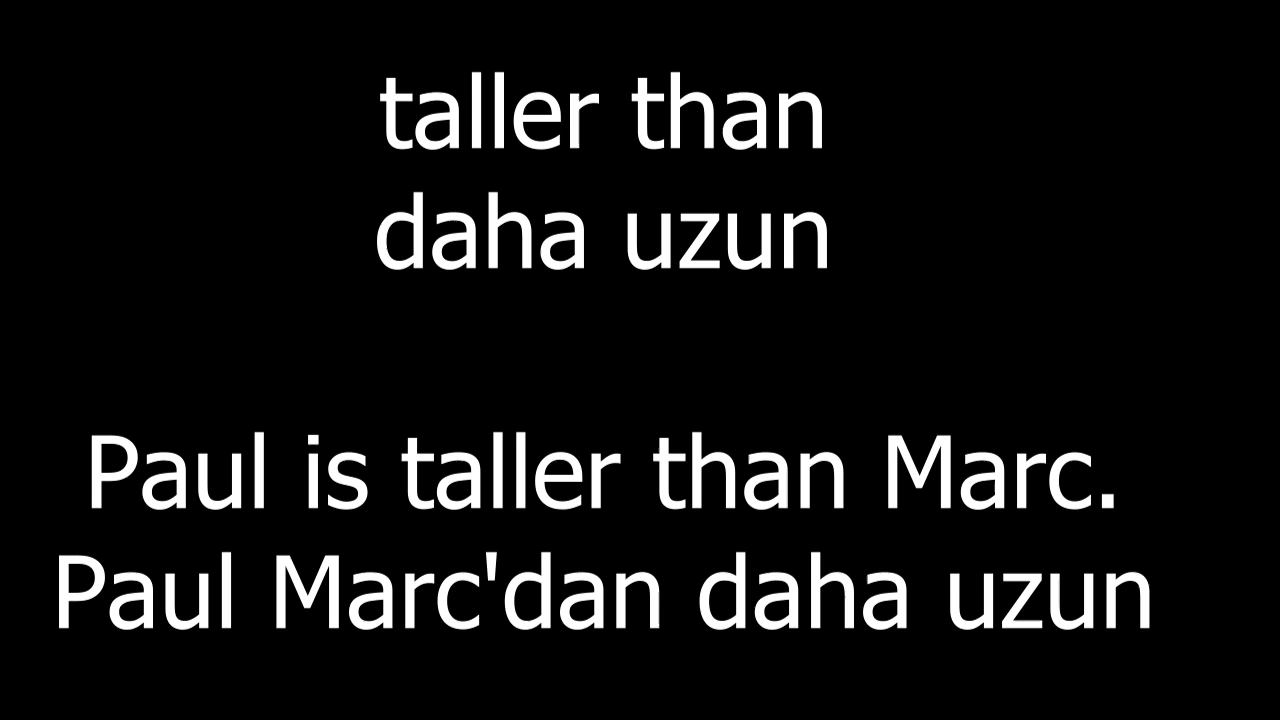 taller than
daha uzun
Paul is taller than Marc.
Paul Marc'dan daha uzun